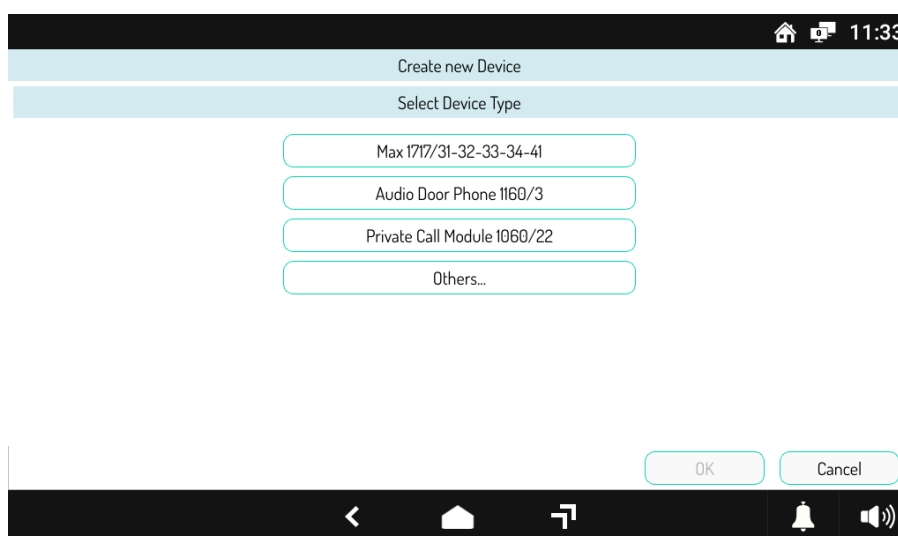 11:33
Create new Device
Select Device Type
Max 1717/31-32-33-34-41
Audio Door Phone 1160/3
Private Call Module 1060/22
Others...
OK
Cancel